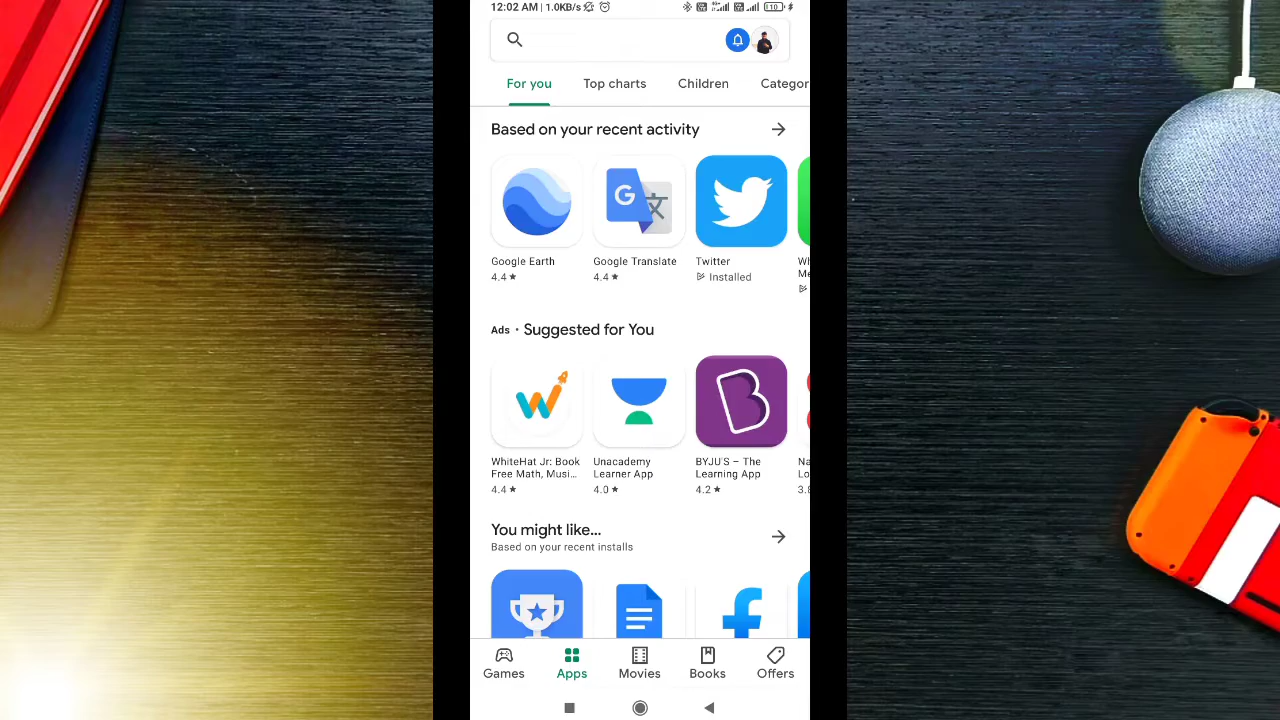 12:02 AM | 1.0KB/s
For you Top charts Children Categor
Based on your recent activity
Google Earth
4.4 ★
Google Translate
4.4 ★
Twitter
Installed
Ads • Suggested for You
WhiteHat Jr: Book
Free Math, Musi...
4.4 ★
Unacademy
Learner App
4.0 ★
BYJU'S – The
Learning App
4.2 ★
You might like...
Based on your recent installs
Games Apps Movies Books Offers